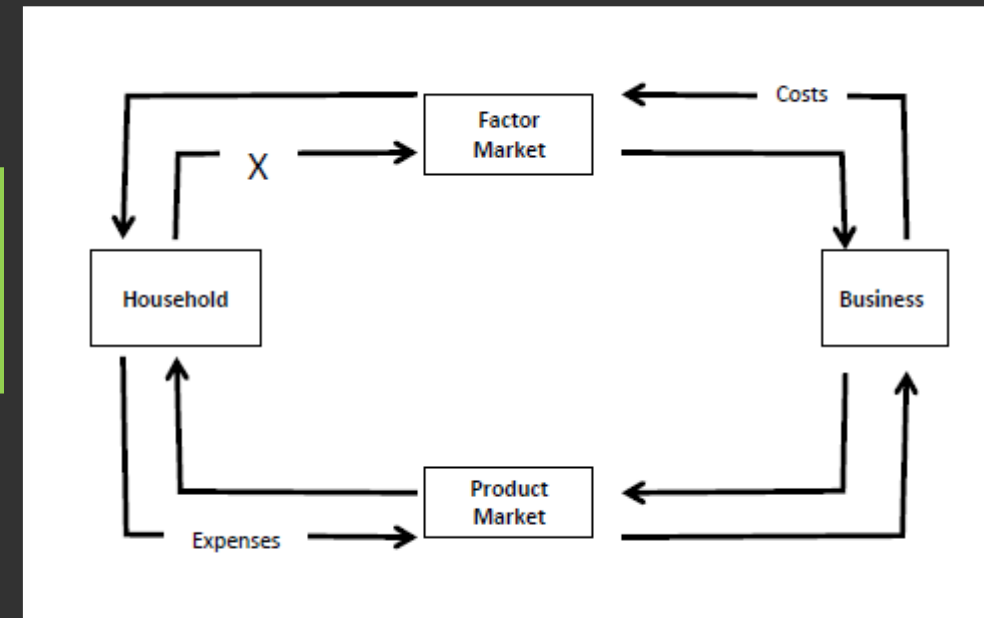 Costs
Factor
Market
X
Household
Business
Product
Market
Expenses